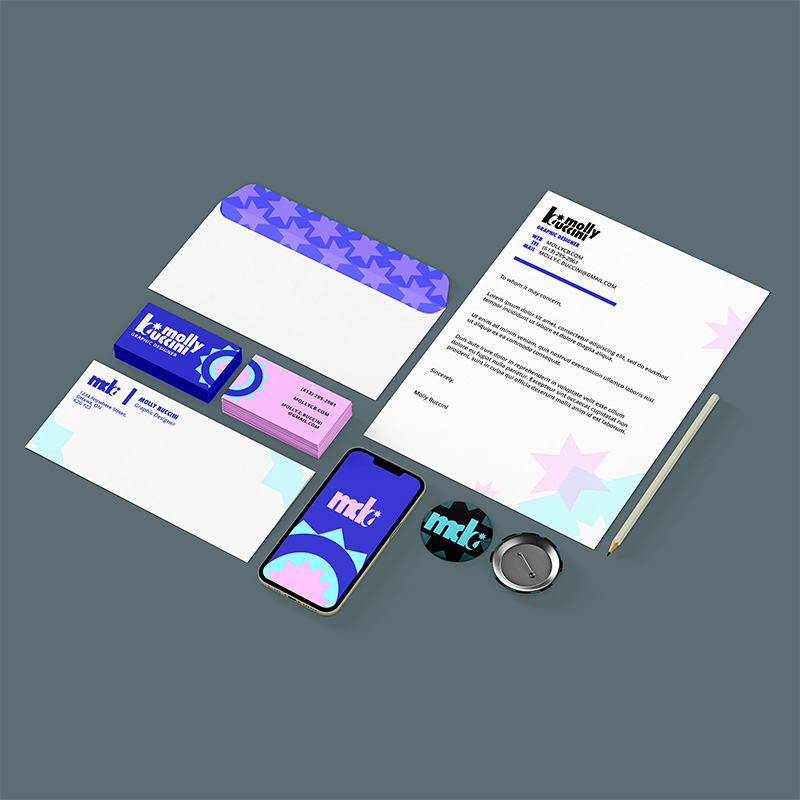 molly
buccini
GRAPHIC DESIGNER
WEB MOLLYCB.COM
TEL (613) 295-2961
MAIL MOLLY.C.BUCCINI@GMAIL.COM
To whom it may concern,
Lorem ipsum dolor sit amet, consectetur adipiscing elit, sed do eiusmod
tempor incididunt ut labore et dolore magna aliqua.
Ut enim ad minim veniam, quis nostrud exercitation ullamco laboris nisi
ut aliquip ex ea commodo consequat.
Duis aute irure dolor in reprehenderit in voluptate velit esse cillum
dolore eu fugiat nulla pariatur. Excepteur sint occaecat cupidatat non
proident, sunt in culpa qui officia deserunt mollit anim id est laborum.
Sincerely,
Molly Buccini
molly
buccini
GRAPHIC DESIGNER
(613) 295-2961
MOLLYCB.COM
MOLLY.C.BUCCINI
@GMAIL.COM
mcb
1234 Anywhere Street,
Ottawa, ON
MOLLY BUCCINI
Graphic Designer
mcb
mcb